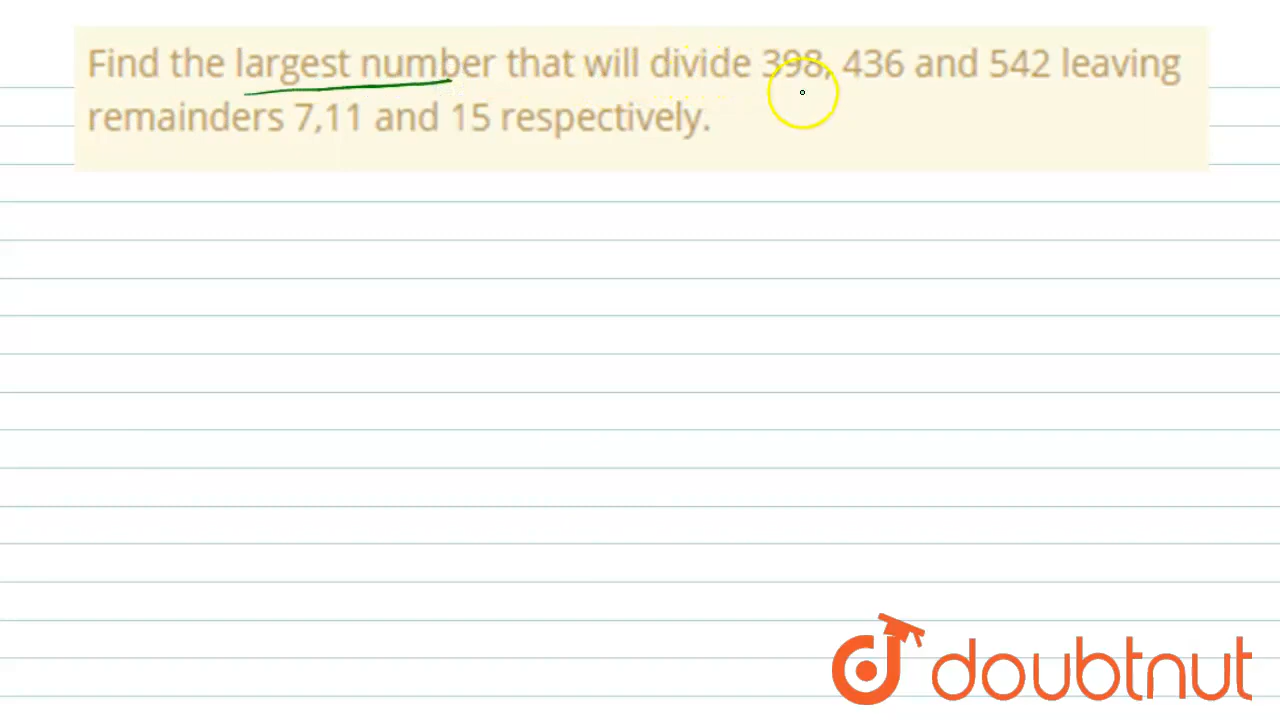 Find the largest number that will divide 398, 436 and 542 leaving
remainders 7,11 and 15 respectively.
doubtnut